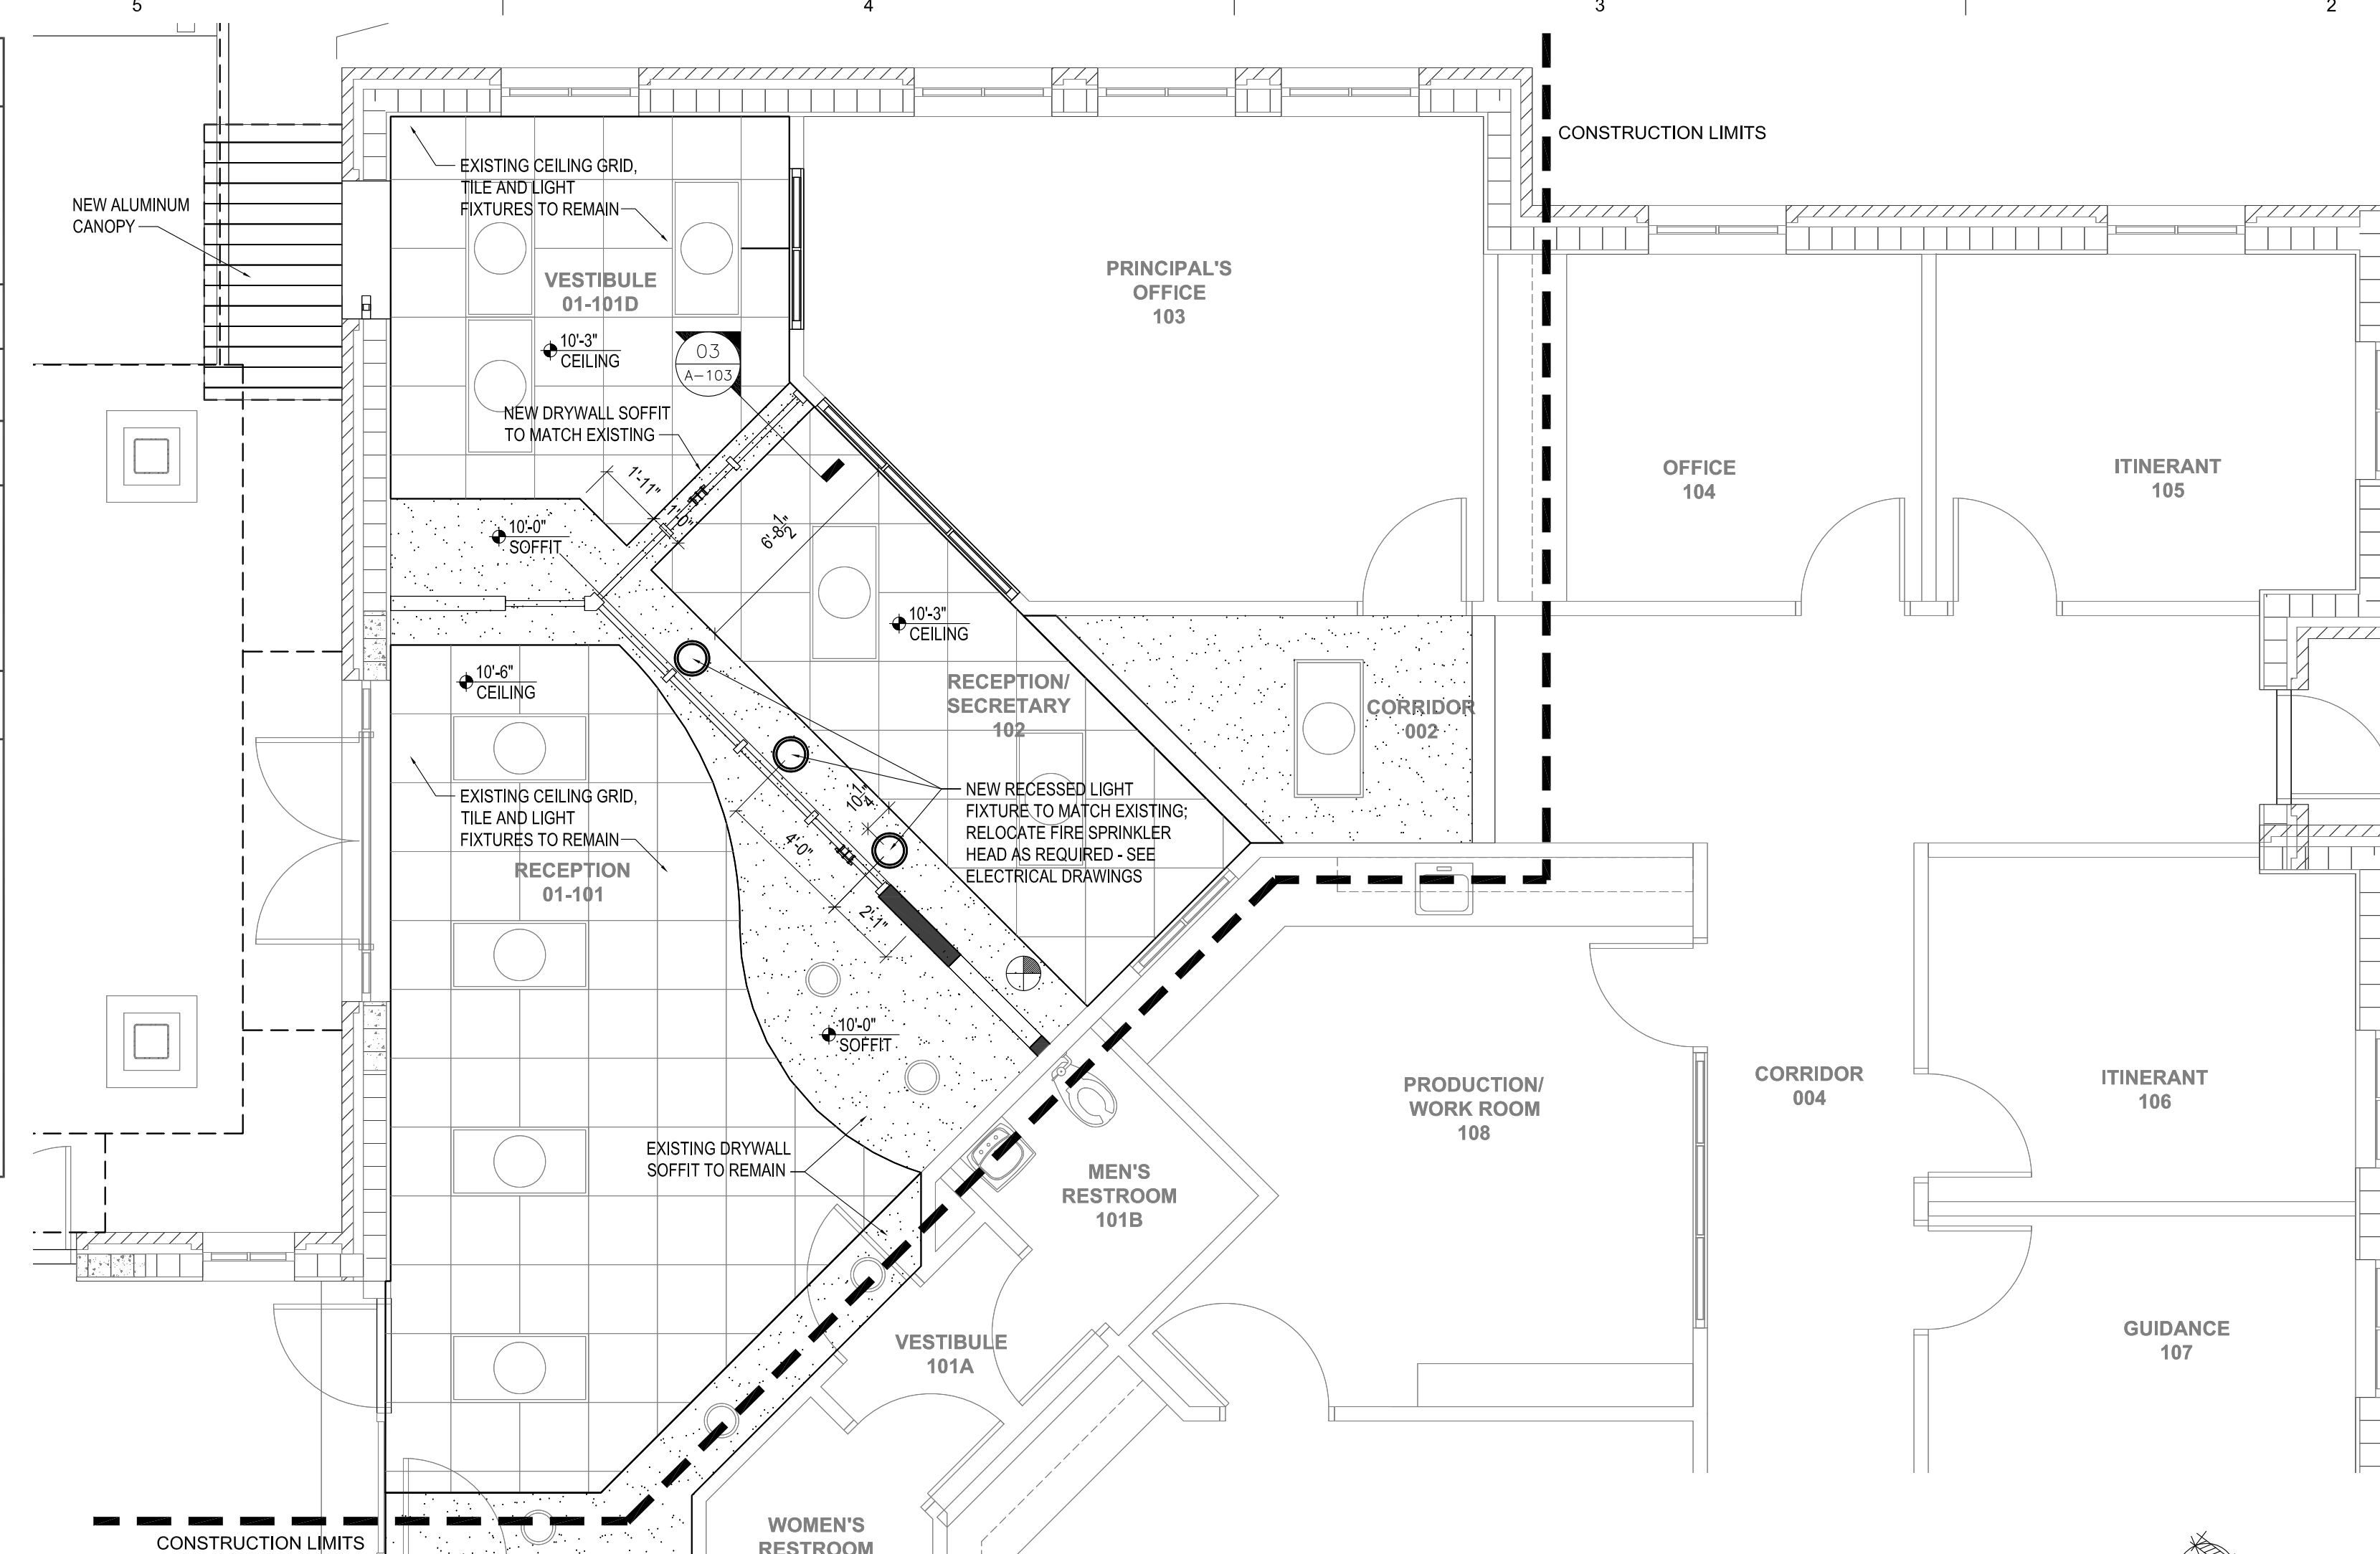 5
4
3
2
CONSTRUCTION LIMITS
EXISTING CEILING GRID,
TILE AND LIGHT
FIXTURES TO REMAIN
NEW ALUMINUM
CANOPY
VESTIBULE
01-101D
10'-3"
CEILING
03
A-103
PRINCIPAL'S
OFFICE
103
NEW DRYWALL SOFFIT
TO MATCH EXISTING
1'-11"
1'-0"
6'-8 1/2"
OFFICE
104
ITINERANT
105
10'-0"
SOFFIT
10'-3"
CEILING
10'-6"
CEILING
RECEPTION/
SECRETARY
102
CORRIDOR
002
EXISTING CEILING GRID,
TILE AND LIGHT
FIXTURES TO REMAIN
NEW RECESSED LIGHT
FIXTURE TO MATCH EXISTING;
RELOCATE FIRE SPRINKLER
HEAD AS REQUIRED - SEE
ELECTRICAL DRAWINGS
10 1/4"
4'-0"
2'-1"
RECEPTION
01-101
10'-0"
SOFFIT
EXISTING DRYWALL
SOFFIT TO REMAIN
MEN'S
RESTROOM
101B
PRODUCTION/
WORK ROOM
108
CORRIDOR
004
ITINERANT
106
VESTIBULE
101A
GUIDANCE
107
WOMEN'S
RESTROOM
CONSTRUCTION LIMITS